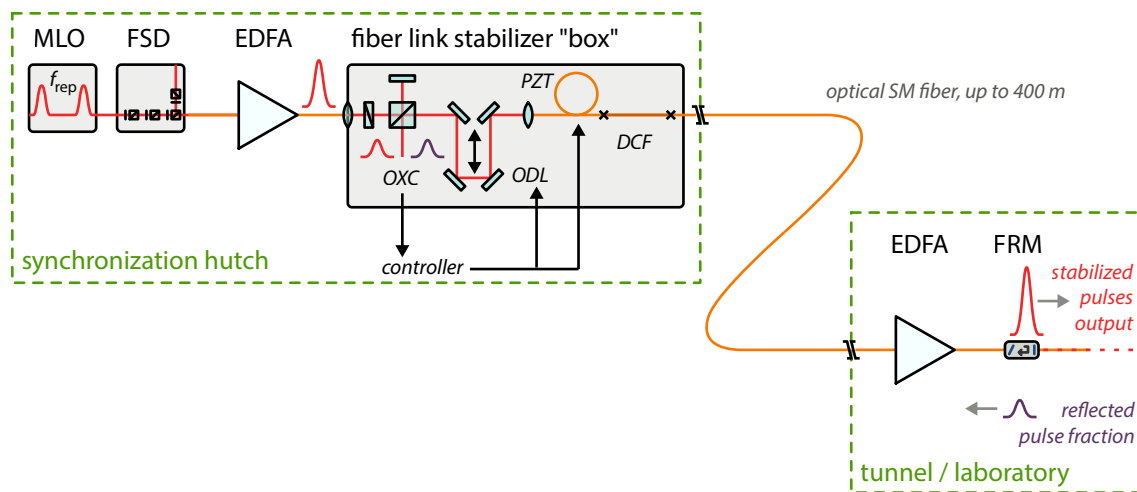 MLO
FSD
EDFA
fiber link stabilizer "box"
frep
PZT
optical SM fiber, up to 400 m
DCF
OXC
ODL
controller
synchronization hutch
EDFA
FRM
stabilized
pulses
output
reflected
pulse fraction
tunnel / laboratory